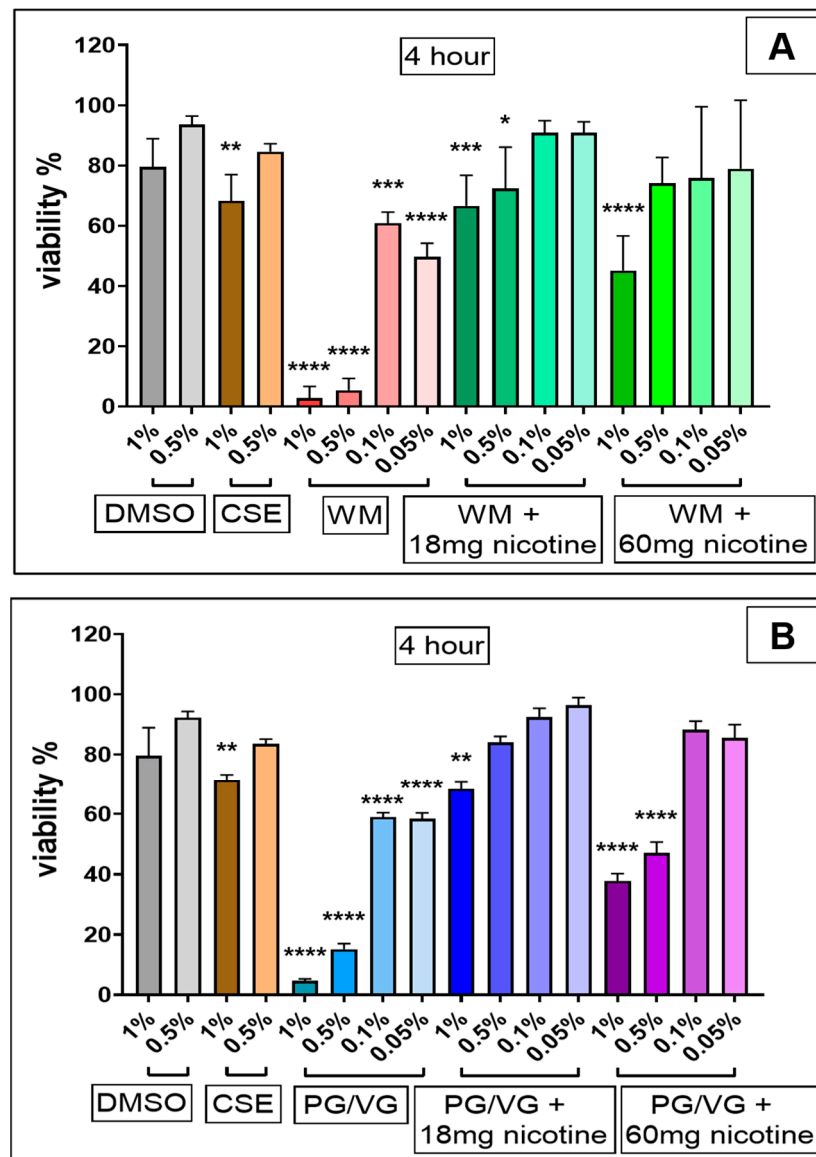 A
4 hour
120
100
80
60
40
20
0
viability %
** **** **** *** **** *** * ****
1% 0.5% 1% 0.5% 1% 0.5% 0.1% 0.05% 1% 0.5% 0.1% 0.05% 1% 0.5% 0.1% 0.05%
DMSO CSE WM WM + 18mg nicotine WM + 60mg nicotine
B
4 hour
120
100
80
60
40
20
0
viability %
** **** **** **** **** ** **** ****
1% 0.5% 1% 0.5% 1% 0.5% 0.1% 0.05% 1% 0.5% 0.1% 0.05% 1% 0.5% 0.1% 0.05%
DMSO CSE PG/VG PG/VG + 18mg nicotine PG/VG + 60mg nicotine